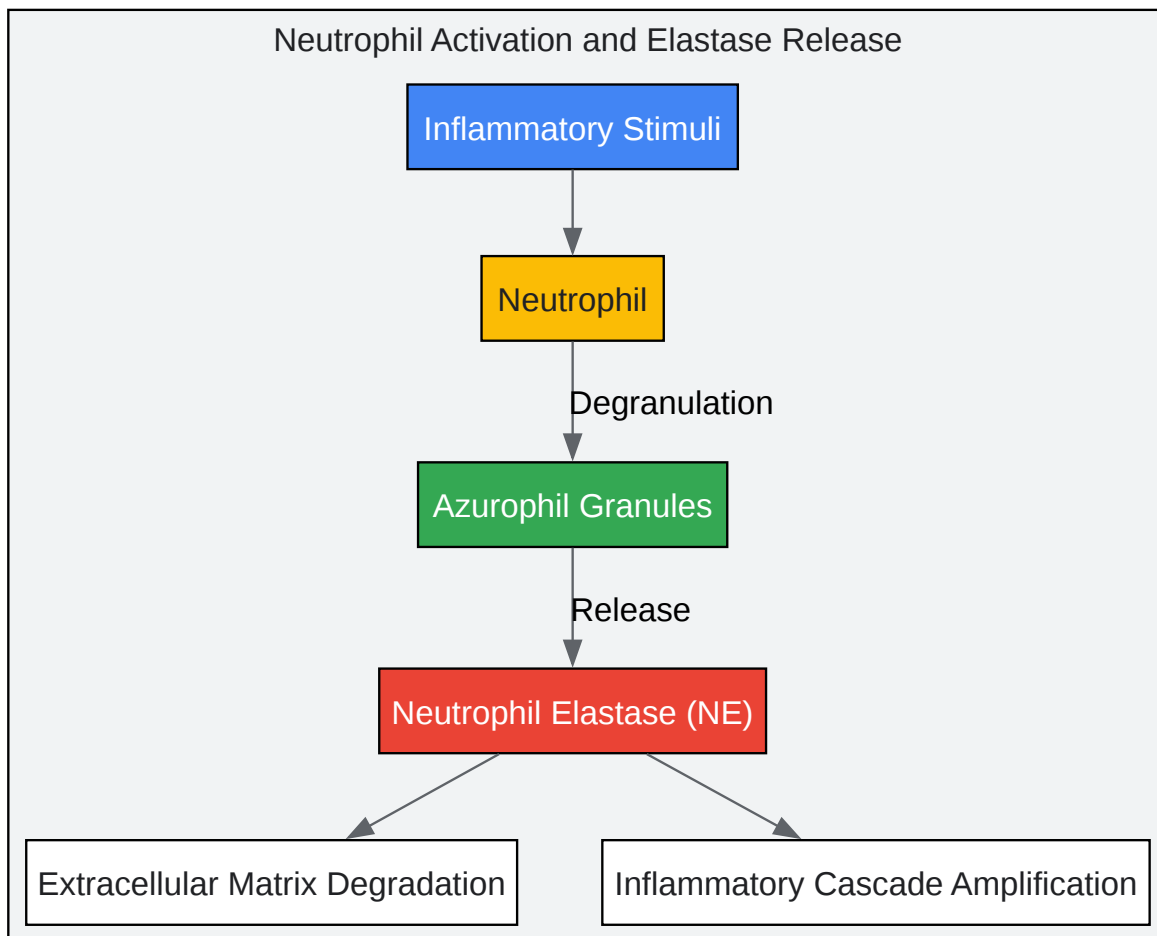 Neutrophil Activation and Elastase Release
Inflammatory Stimuli
Neutrophil
Degranulation
Azurophil Granules
Release
Neutrophil Elastase (NE)
Extracellular Matrix Degradation
Inflammatory Cascade Amplification